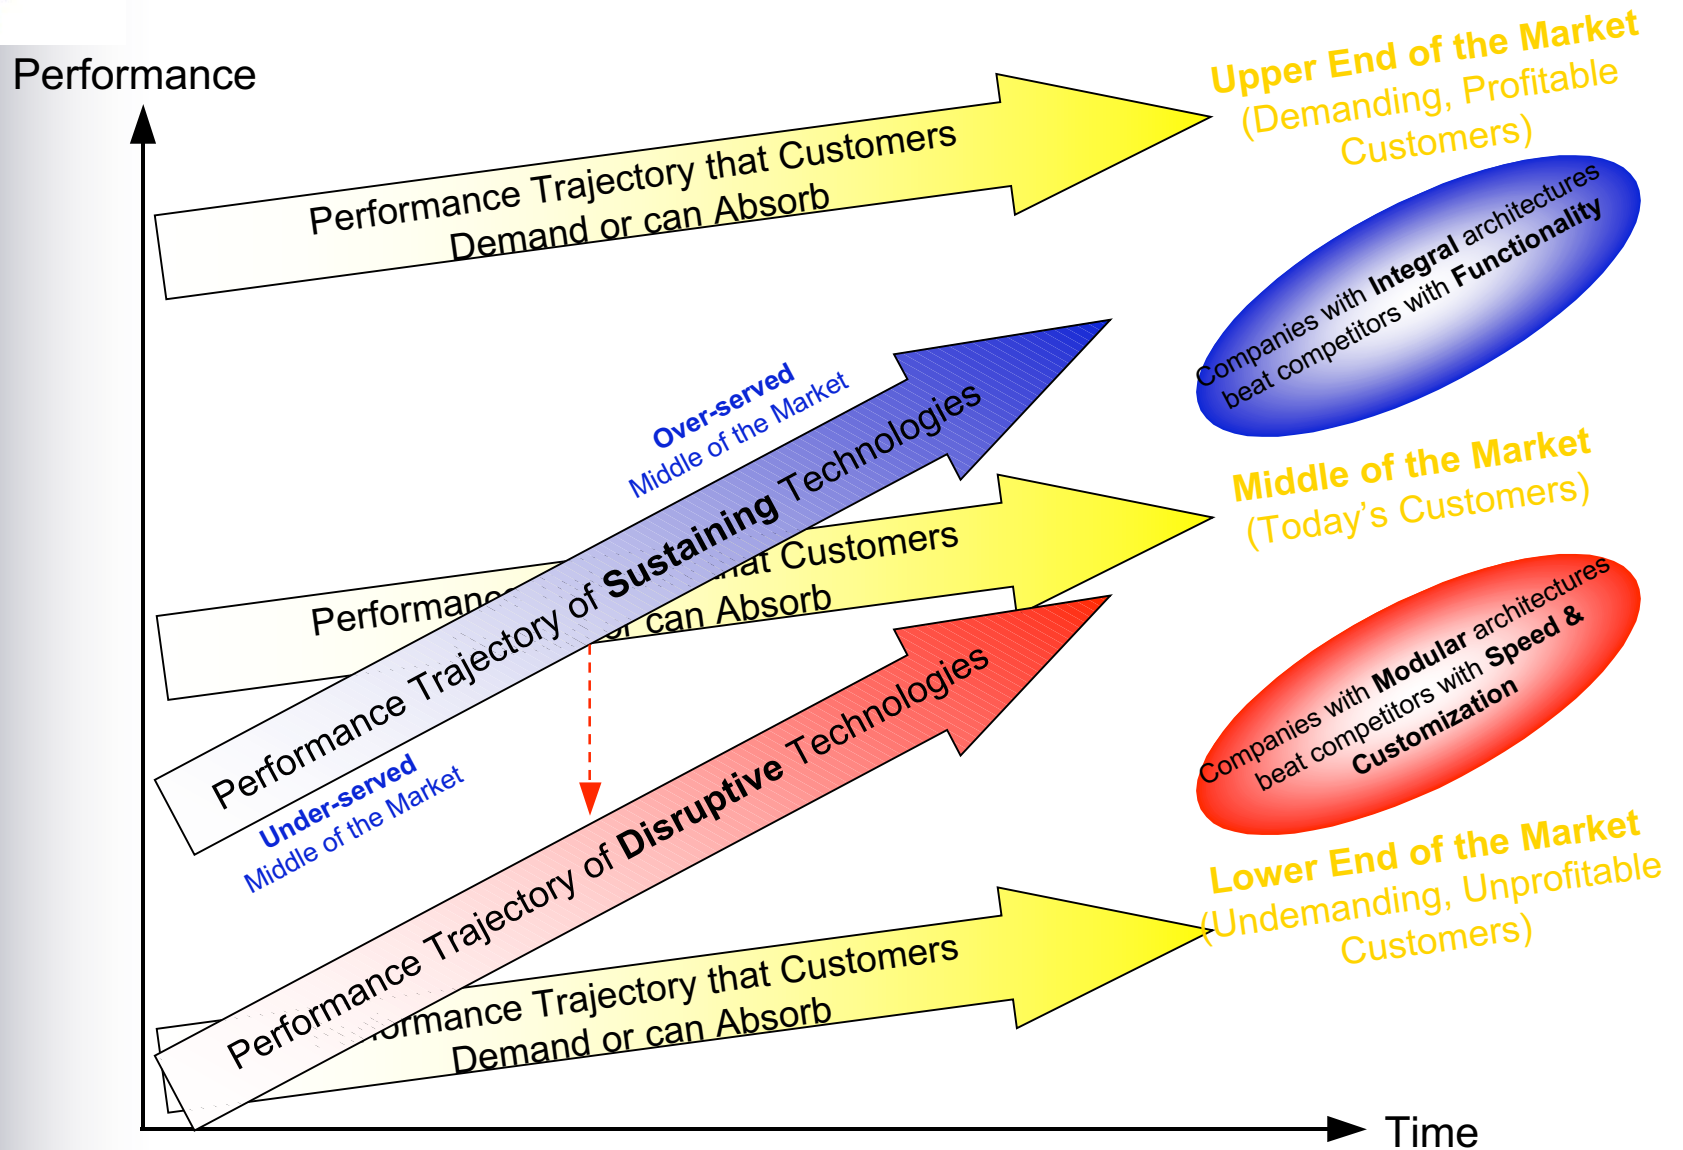 Performance
Upper End of the Market
(Demanding, Profitable
Customers)
Performance Trajectory that Customers
Demand or can Absorb
Companies with Integral architectures
beat competitors with Functionality
Over-served
Middle of the Market
Performance Trajectory of Sustaining Technologies
Middle of the Market
(Today's Customers)
Customers
can Absorb
Under-served
Middle of the Market
Companies with Modular architectures
beat competitors with Speed &
Customization
Performance Trajectory of Disruptive Technologies
Lower End of the Market
(Undemanding, Unprofitable
Customers)
Trajectory that Customers
Demand or can Absorb
Time